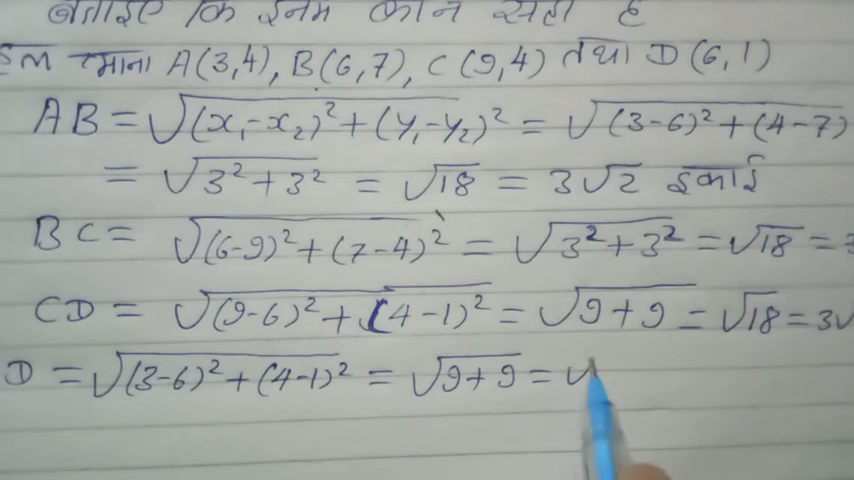 बताइए कि इनमें कौन सही है
हल माना A(3,4), B(6,7), C(9,4) तथा D(6,1)
AB = √(x₁-x₂)² + (y₁-y₂)² = √(3-6)² + (4-7)
= √3² + 3² = √18 = 3√2 इकाई
BC = √(6-9)² + (7-4)² = √3² + 3² = √18 = 3
CD = √(9-6)² + (4-1)² = √9+9 = √18 = 3√
D = √(3-6)² + (4-1)² = √9+9 = √